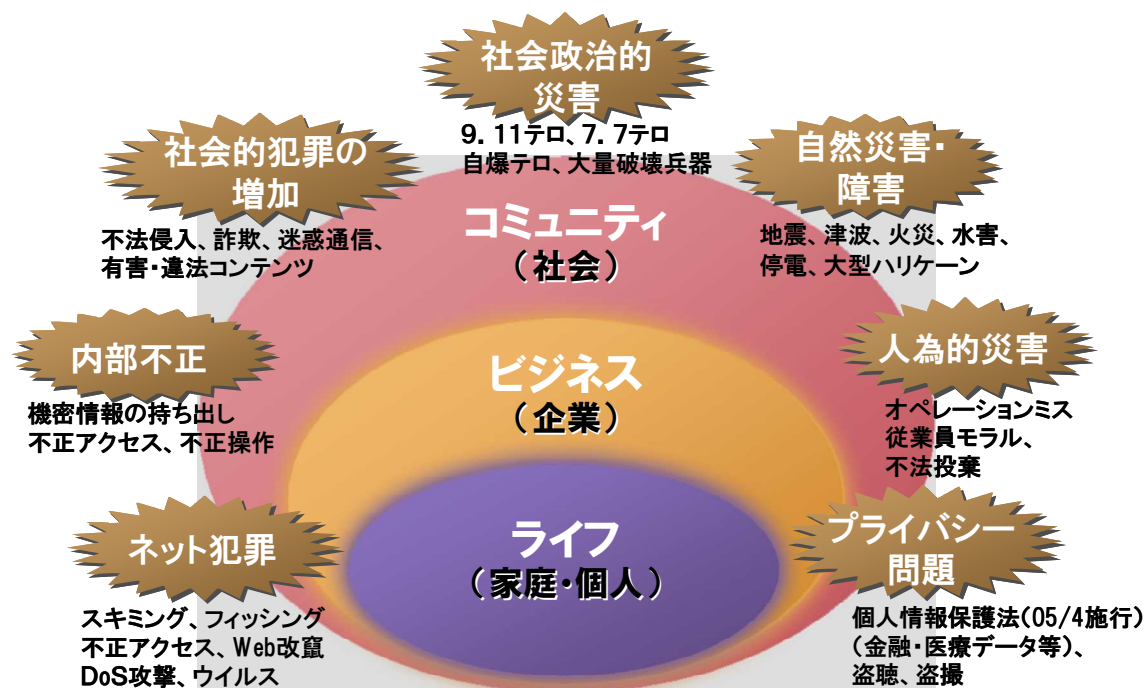 社会政治的
災害
9.11テロ、7.7テロ
自爆テロ、大量破壊兵器
社会的犯罪の
増加
不法侵入、詐欺、迷惑通信、
有害・違法コンテンツ
自然災害・
障害
地震、津波、火災、水害、
停電、大型ハリケーン
コミュニティ
（社会）
内部不正
機密情報の持ち出し
不正アクセス、不正操作
人為的災害
オペレーションミス
従業員モラル、
不法投棄
ビジネス
（企業）
ネット犯罪
スキミング、フィッシング
不正アクセス、Web改竄
DoS攻撃、ウイルス
プライバシー
問題
個人情報保護法(05/4施行)
(金融・医療データ等)、
盗聴、盗撮
ライフ
（家庭・個人）